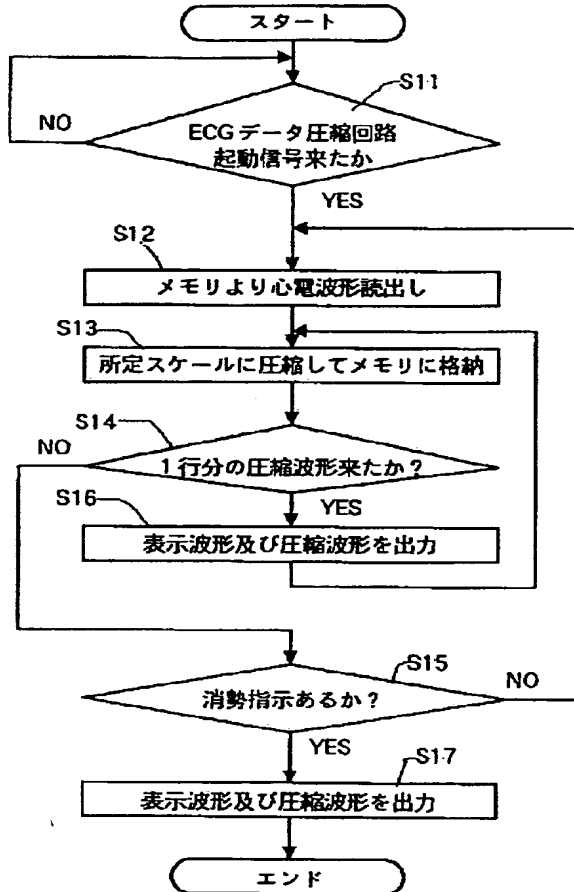 スタート
S11
NO
ECGデータ圧縮回路
起動信号来たか
YES
S12
メモリより心電波形読出し
S13
所定スケールに圧縮してメモリに格納
S14
NO
1行分の圧縮波形来たか?
YES
S16
表示波形及び圧縮波形を出力
S15
消勢指示あるか?
NO
YES
S17
表示波形及び圧縮波形を出力
エンド